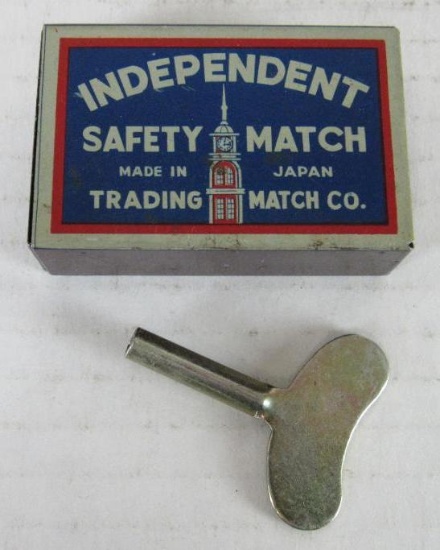 INDEPENDENT
SAFETY MATCH
MADE IN JAPAN
TRADING MATCH CO.